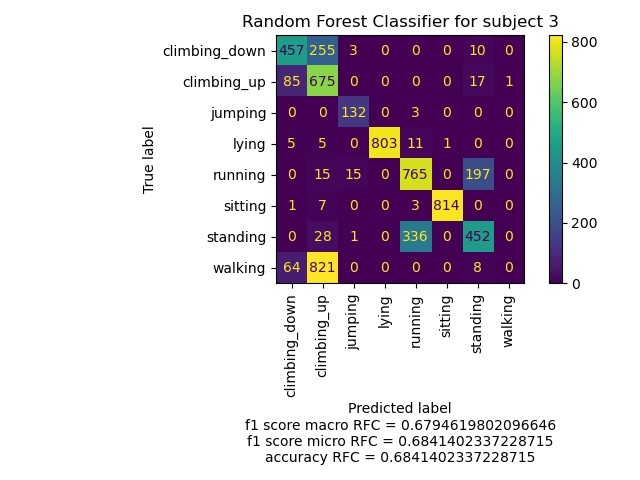 Random Forest Classifier for subject 3
climbing_down 457 255 3 0 0 0 10 0
climbing_up 85 675 0 0 0 0 17 1
jumping 0 0 132 0 3 0 0 0
lying 5 5 0 803 11 1 0 0
running 0 15 15 0 765 0 197 0
sitting 1 7 0 0 3 814 0 0
standing 0 28 1 0 336 0 452 0
walking 64 821 0 0 0 0 8 0
True label
800
600
400
200
0
climbing_down
climbing_up
jumping
lying
running
sitting
standing
walking
Predicted label
f1 score macro RFC = 0.6794619802096646
f1 score micro RFC = 0.6841402337228715
accuracy RFC = 0.6841402337228715